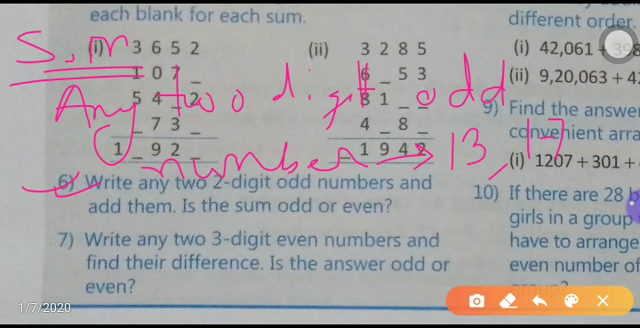 each blank for each sum.
different order.
S.m
(i) 3 6 5 2
1 0 7 _
5 4 _ 2
_ 7 3 _
1 _ 9 2 _
(ii) 3 2 8 5
6 _ 5 3
8 1 _ _
4 _ 8 _
_ 1 9 4 2
Any two digit odd
number → 13, 17
(i) 42,061 + 398
(ii) 9,20,063 + 4
9) Find the answe
convenient arra
(i) 1207 + 301 +
6) Write any two 2-digit odd numbers and
add them. Is the sum odd or even?
7) Write any two 3-digit even numbers and
find their difference. Is the answer odd or
even?
10) If there are 28 b
girls in a group
have to arrange
even number of
1/7/2020